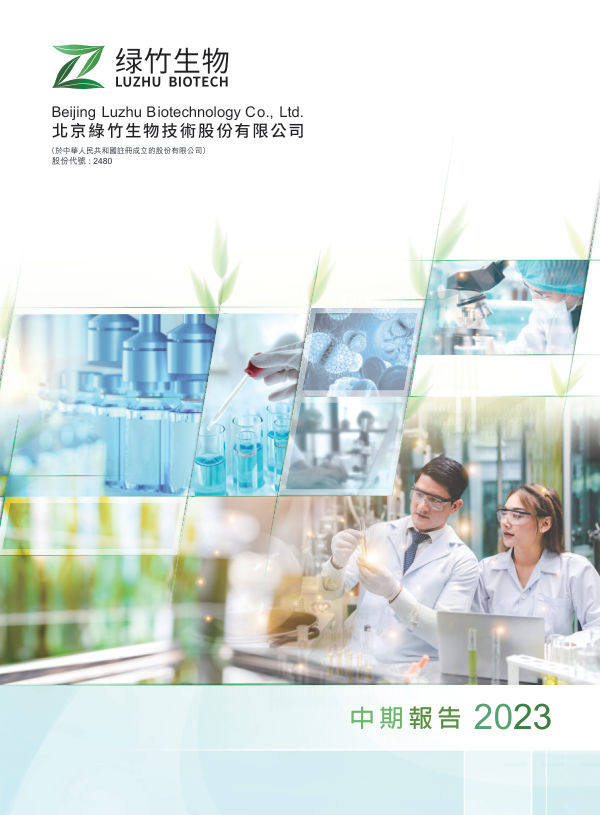 绿竹生物
LUZHU BIOTECH
Beijing Luzhu Biotechnology Co., Ltd.
北京綠竹生物技術股份有限公司
（於中華人民共和國註冊成立的股份有限公司）
股份代號 : 2480
中期報告 2023